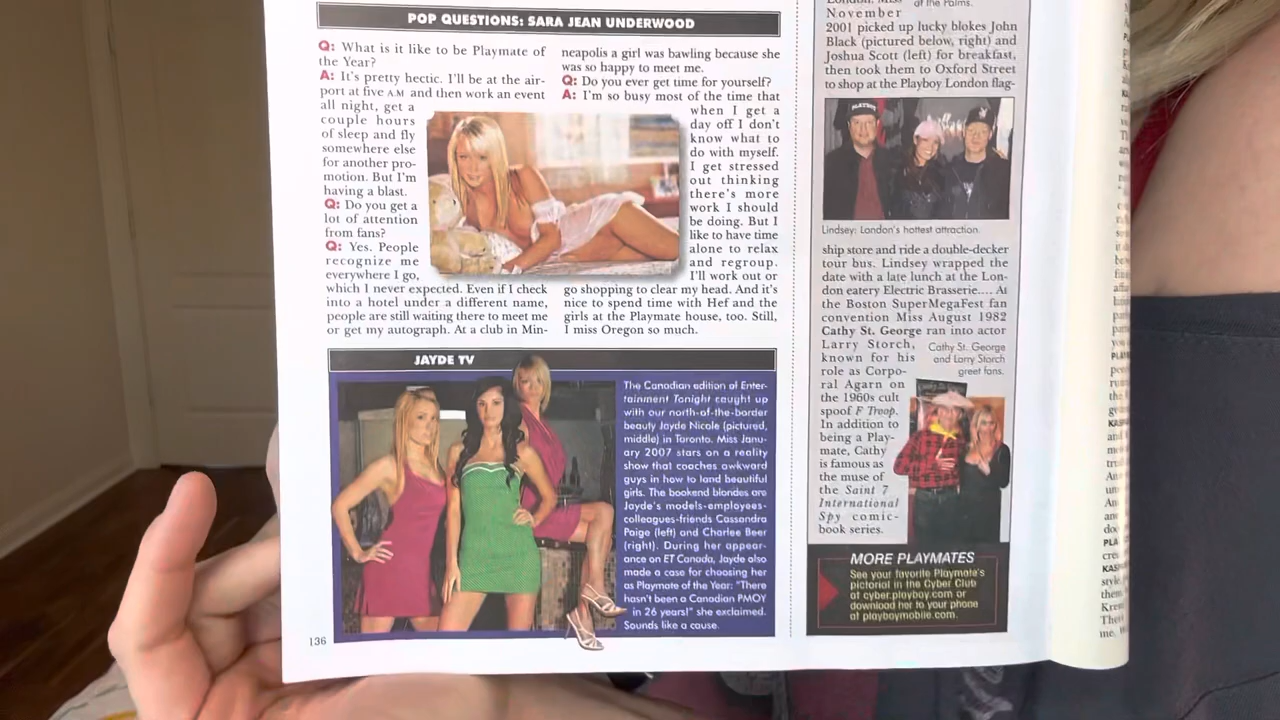 POP QUESTIONS: SARA JEAN UNDERWOOD
Q: What is it like to be Playmate of
the Year?
A: It's pretty hectic. I'll be at the air-
port at five A.M and then work an event
all night, get a
couple hours
of sleep and fly
somewhere else
for another pro-
motion. But I'm
having a blast.
Q: Do you get a
lot of attention
from fans?
Q: Yes. People
recognize me
everywhere I go,
which I never expected. Even if I check
into a hotel under a different name,
people are still waiting there to meet me
or get my autograph. At a club in Min-
neapolis a girl was bawling because she
was so happy to meet me.
Q: Do you ever get time for yourself?
A: I'm so busy most of the time that
when I get a
day off I don't
know what to
do with myself.
I get stressed
out thinking
there's more
work I should
be doing. But I
like to have time
alone to relax
and regroup.
I'll work out or
go shopping to clear my head. And it's
nice to spend time with Hef and the
girls at the Playmate house, too. Still,
I miss Oregon so much.
JAYDE TV
The Canadian edition of Enter-
tainment Tonight caught up
with our north-of-the-border
beauty Jayde Nicole (pictured,
middle) in Toronto. Miss Janu-
ary 2007 stars on a reality
show that coaches awkward
guys in how to land beautiful
girls. The bookend blondes are
Jayde's models-employees-
colleagues-friends Cassandra
Paige (left) and Charlee Beer
(right). During her appear-
ance on ET Canada, Jayde also
made a case for choosing her
as Playmate of the Year: "There
hasn't been a Canadian PMOY
in 26 years!" she exclaimed.
Sounds like a cause.
136
at the Palms.
November
2001 picked up lucky blokes John
Black (pictured below, right) and
Joshua Scott (left) for breakfast,
then took them to Oxford Street
to shop at the Playboy London flag-
PLAYBOY
Lindsey: London's hottest attraction.
ship store and ride a double-decker
tour bus. Lindsey wrapped the
date with a late lunch at the Lon-
don eatery Electric Brasserie.... At
the Boston SuperMegaFest fan
convention Miss August 1982
Cathy St. George ran into actor
Larry Storch,
known for his
role as Corpo-
ral Agarn on
the 1960s cult
spoof F Troop.
In addition to
being a Play-
mate, Cathy
is famous as
the muse of
the Saint 7
International
Spy comic-
book series.
Cathy St. George
and Larry Storch
greet fans.
MORE PLAYMATES
See your favorite Playmate's
pictorial in the Cyber Club
at cyber.playboy.com or
download her to your phone
at playboymobile.com.